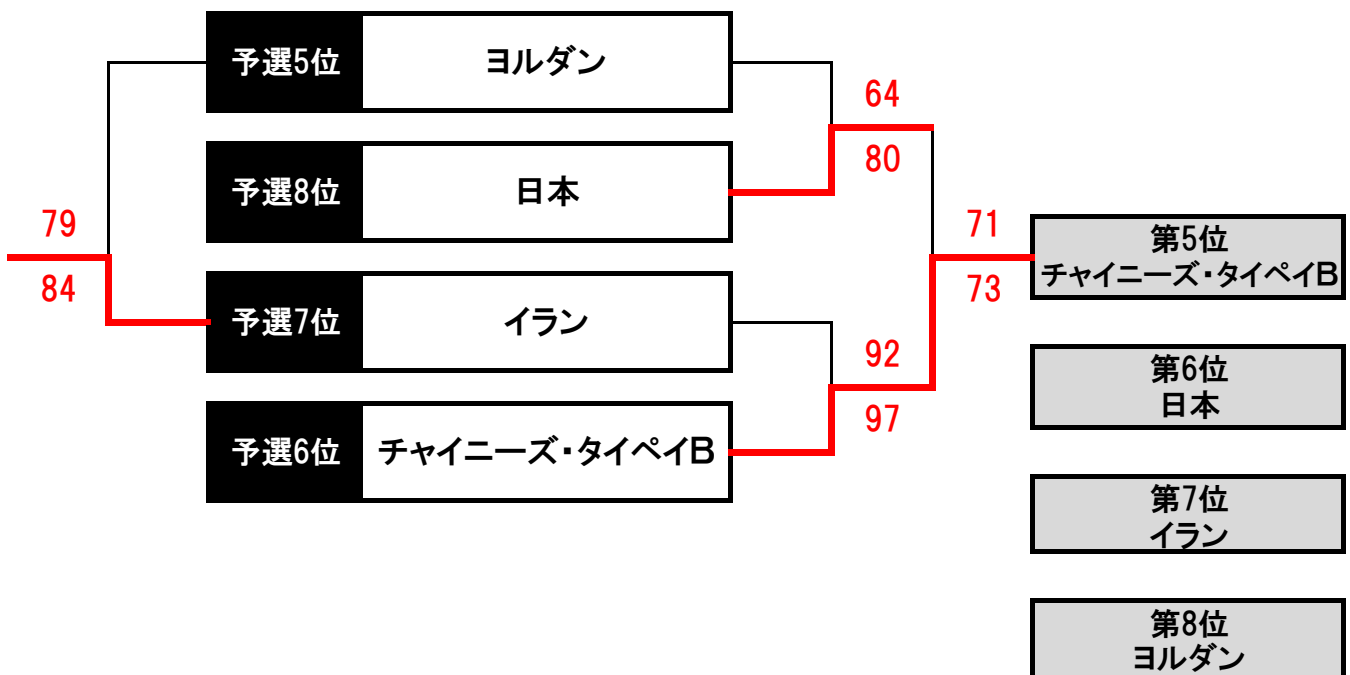 予選5位 ヨルダン
64
80
予選8位 日本
79
84
71
73
第5位
チャイニーズ・タイペイB
予選7位 イラン
92
97
第6位
日本
予選6位 チャイニーズ・タイペイB
第7位
イラン
第8位
ヨルダン